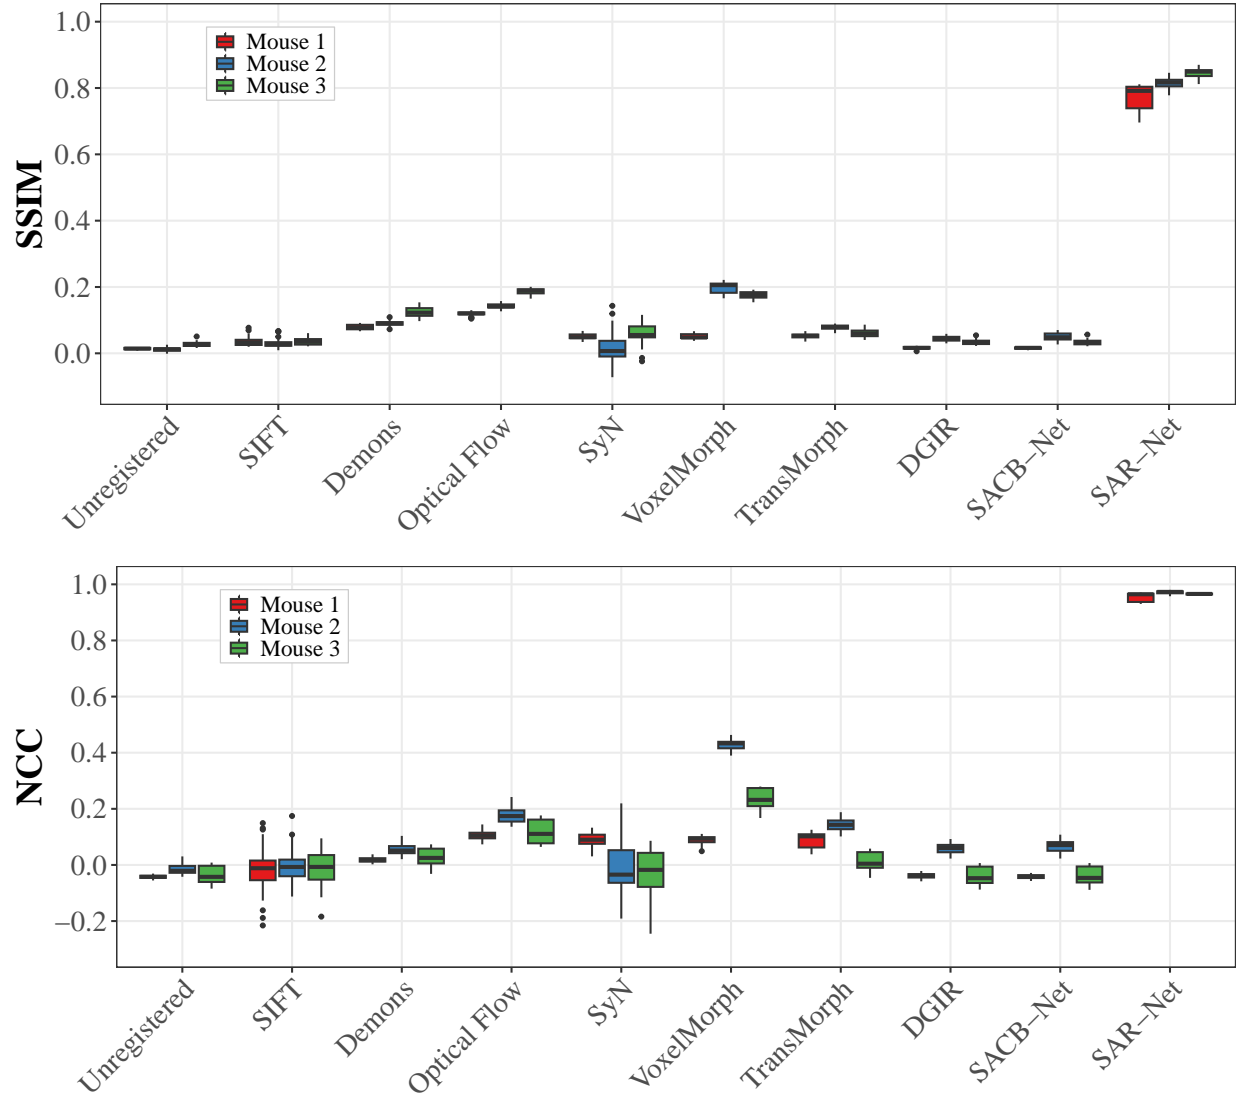 SSIM
1.0
0.8
0.6
0.4
0.2
0.0
Mouse 1
Mouse 2
Mouse 3
Unregistered
SIFT
Demons
Optical Flow
SyN
VoxelMorph
TransMorph
DGIR
SACB−Net
SAR−Net
NCC
1.0
0.8
0.6
0.4
0.2
0.0
−0.2
Mouse 1
Mouse 2
Mouse 3
Unregistered
SIFT
Demons
Optical Flow
SyN
VoxelMorph
TransMorph
DGIR
SACB−Net
SAR−Net